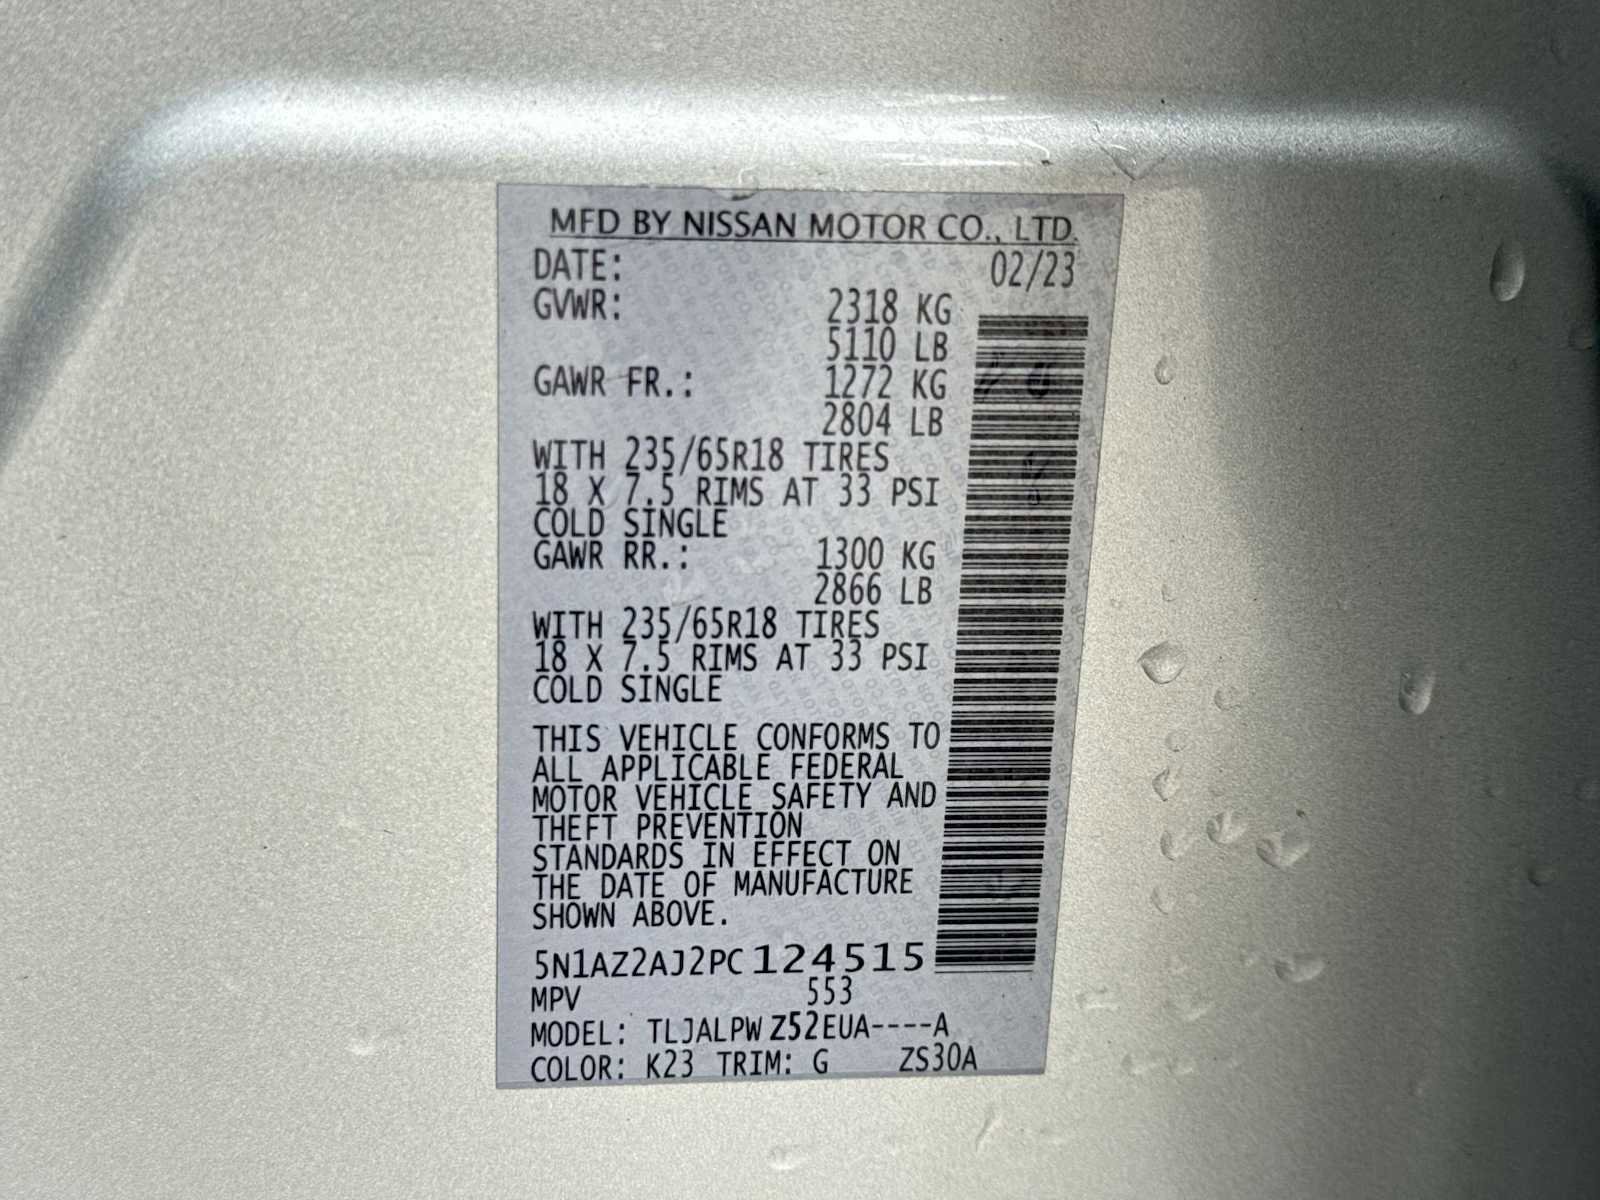 MFD BY NISSAN MOTOR CO., LTD.
DATE: 02/23
GVWR: 2318 KG
5110 LB
GAWR FR.: 1272 KG
2804 LB
WITH 235/65R18 TIRES
18 X 7.5 RIMS AT 33 PSI
COLD SINGLE
GAWR RR.: 1300 KG
2866 LB
WITH 235/65R18 TIRES
18 X 7.5 RIMS AT 33 PSI
COLD SINGLE
THIS VEHICLE CONFORMS TO
ALL APPLICABLE FEDERAL
MOTOR VEHICLE SAFETY AND
THEFT PREVENTION
STANDARDS IN EFFECT ON
THE DATE OF MANUFACTURE
SHOWN ABOVE.
5N1AZ2AJ2PC124515
MPV 553
MODEL: TLJALPWZ52EUA----A
COLOR: K23 TRIM: G ZS30A